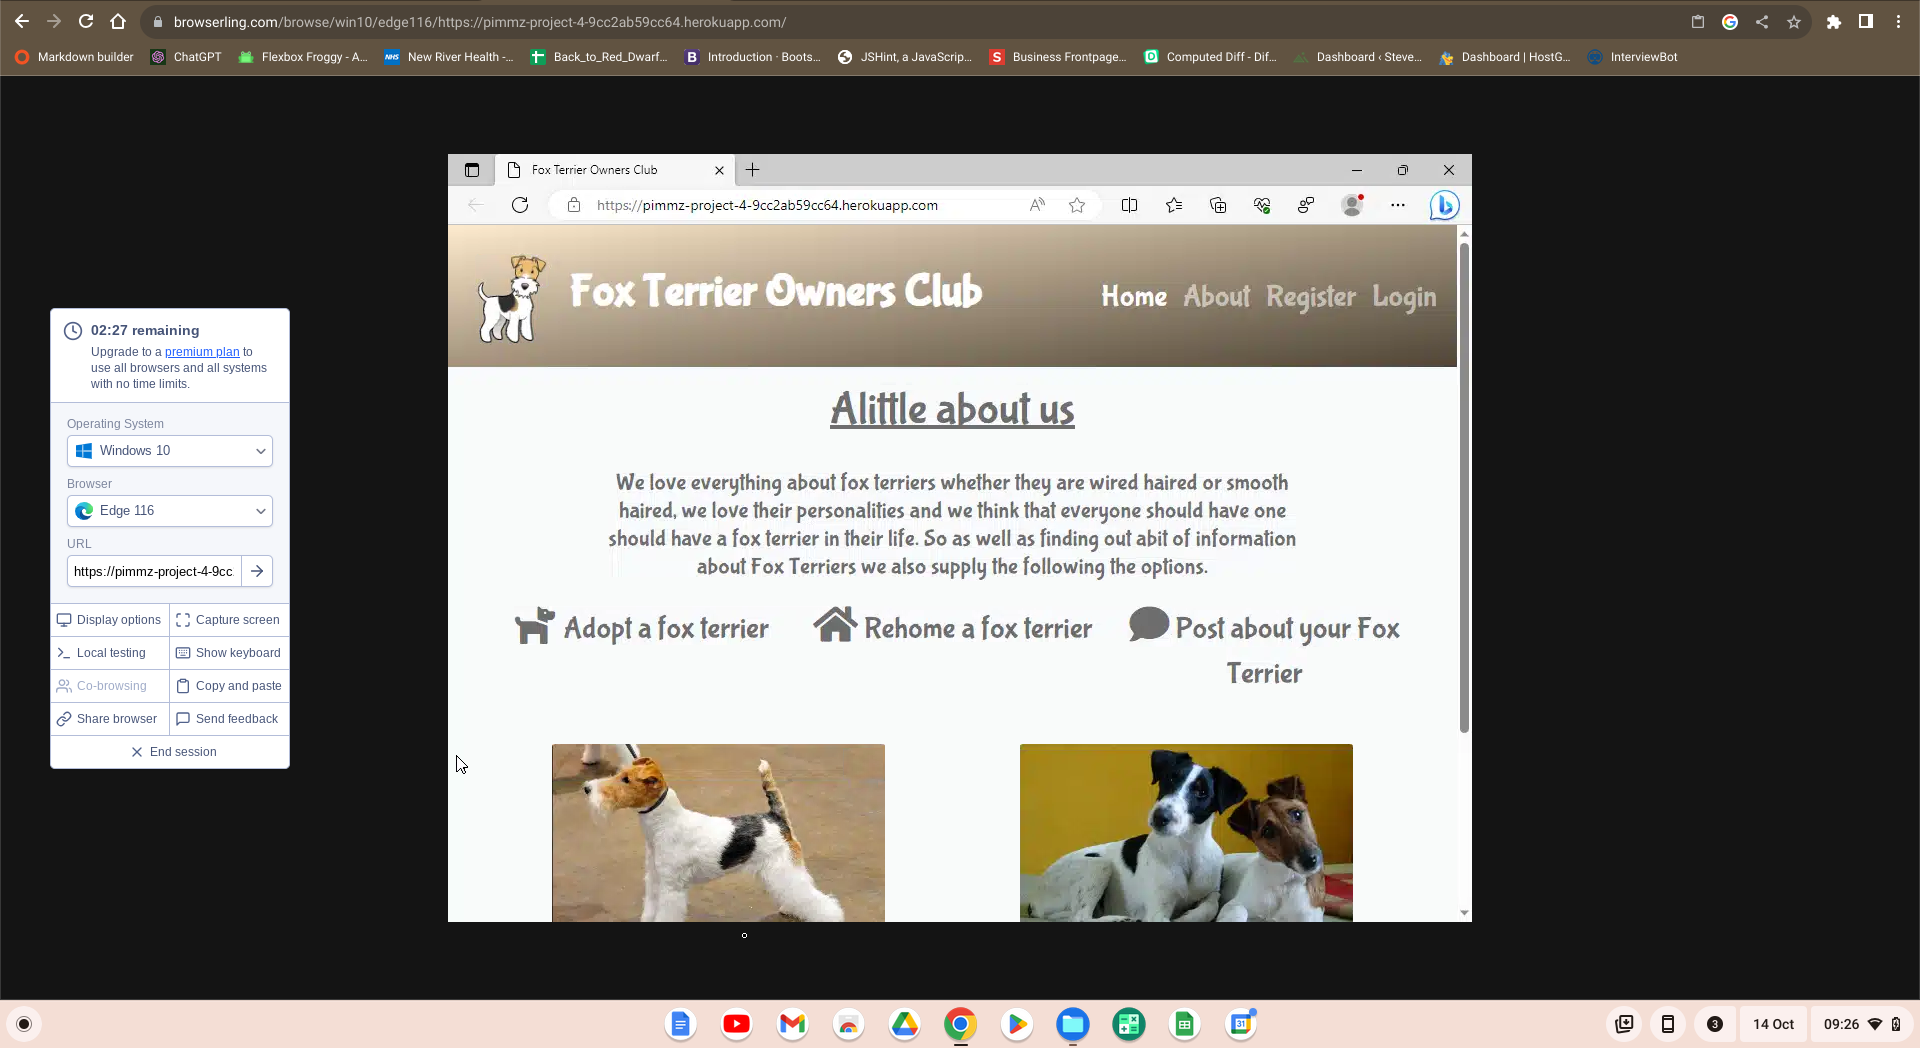 browserling.com/browse/win10/edge116/https://pimmz-project-4-9cc2ab59cc64.herokuapp.com/
Markdown builder
ChatGPT
Flexbox Froggy - A...
NHS
New River Health -...
Back_to_Red_Dwarf...
B
Introduction · Boots...
JSHint, a JavaScrip...
S
Business Frontpage...
Computed Diff - Dif...
Dashboard ‹ Steve...
Dashboard | HostG...
InterviewBot
Fox Terrier Owners Club
https://pimmz-project-4-9cc2ab59cc64.herokuapp.com
Fox Terrier Owners Club
Home About Register Login
Alittle about us
We love everything about fox terriers whether they are wired haired or smooth
haired, we love their personalities and we think that everyone should have one
should have a fox terrier in their life. So as well as finding out abit of information
about Fox Terriers we also supply the following the options.
Adopt a fox terrier
Rehome a fox terrier
Post about your Fox
Terrier
02:27 remaining
Upgrade to a premium plan to
use all browsers and all systems
with no time limits.
Operating System
Windows 10
Browser
Edge 116
URL
https://pimmz-project-4-9cc
Display options
Capture screen
Local testing
Show keyboard
Co-browsing
Copy and paste
Share browser
Send feedback
End session
31
3
14 Oct
09:26